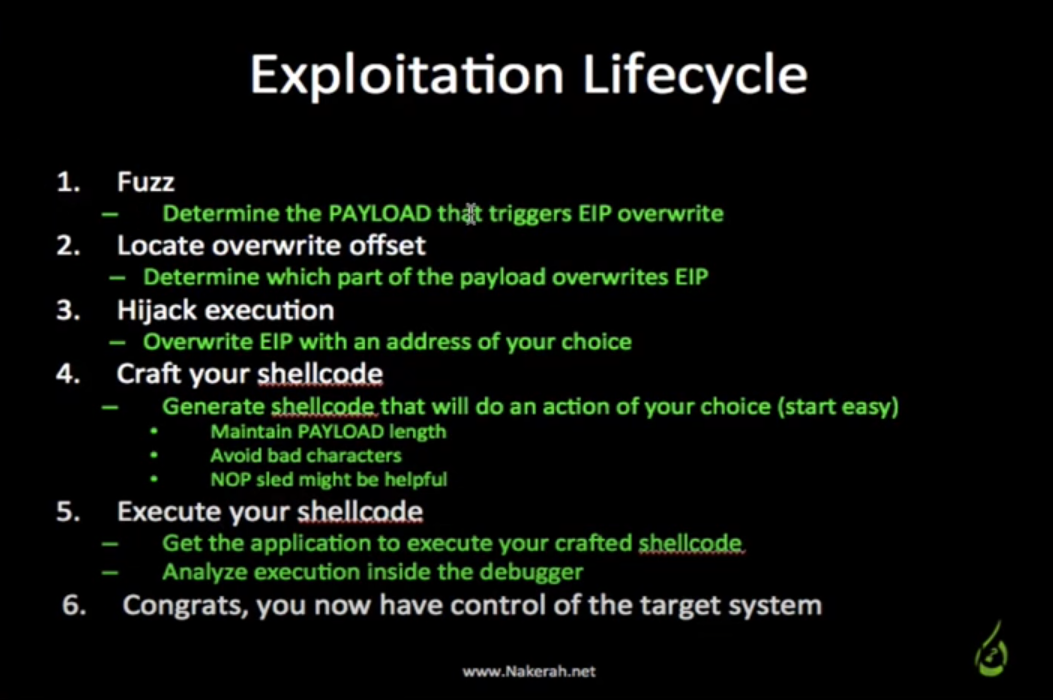 Exploitation Lifecycle
1. Fuzz
– Determine the PAYLOAD that triggers EIP overwrite
2. Locate overwrite offset
– Determine which part of the payload overwrites EIP
3. Hijack execution
– Overwrite EIP with an address of your choice
4. Craft your shellcode
– Generate shellcode that will do an action of your choice (start easy)
• Maintain PAYLOAD length
• Avoid bad characters
• NOP sled might be helpful
5. Execute your shellcode
– Get the application to execute your crafted shellcode
– Analyze execution inside the debugger
6. Congrats, you now have control of the target system
www.Nakerah.net